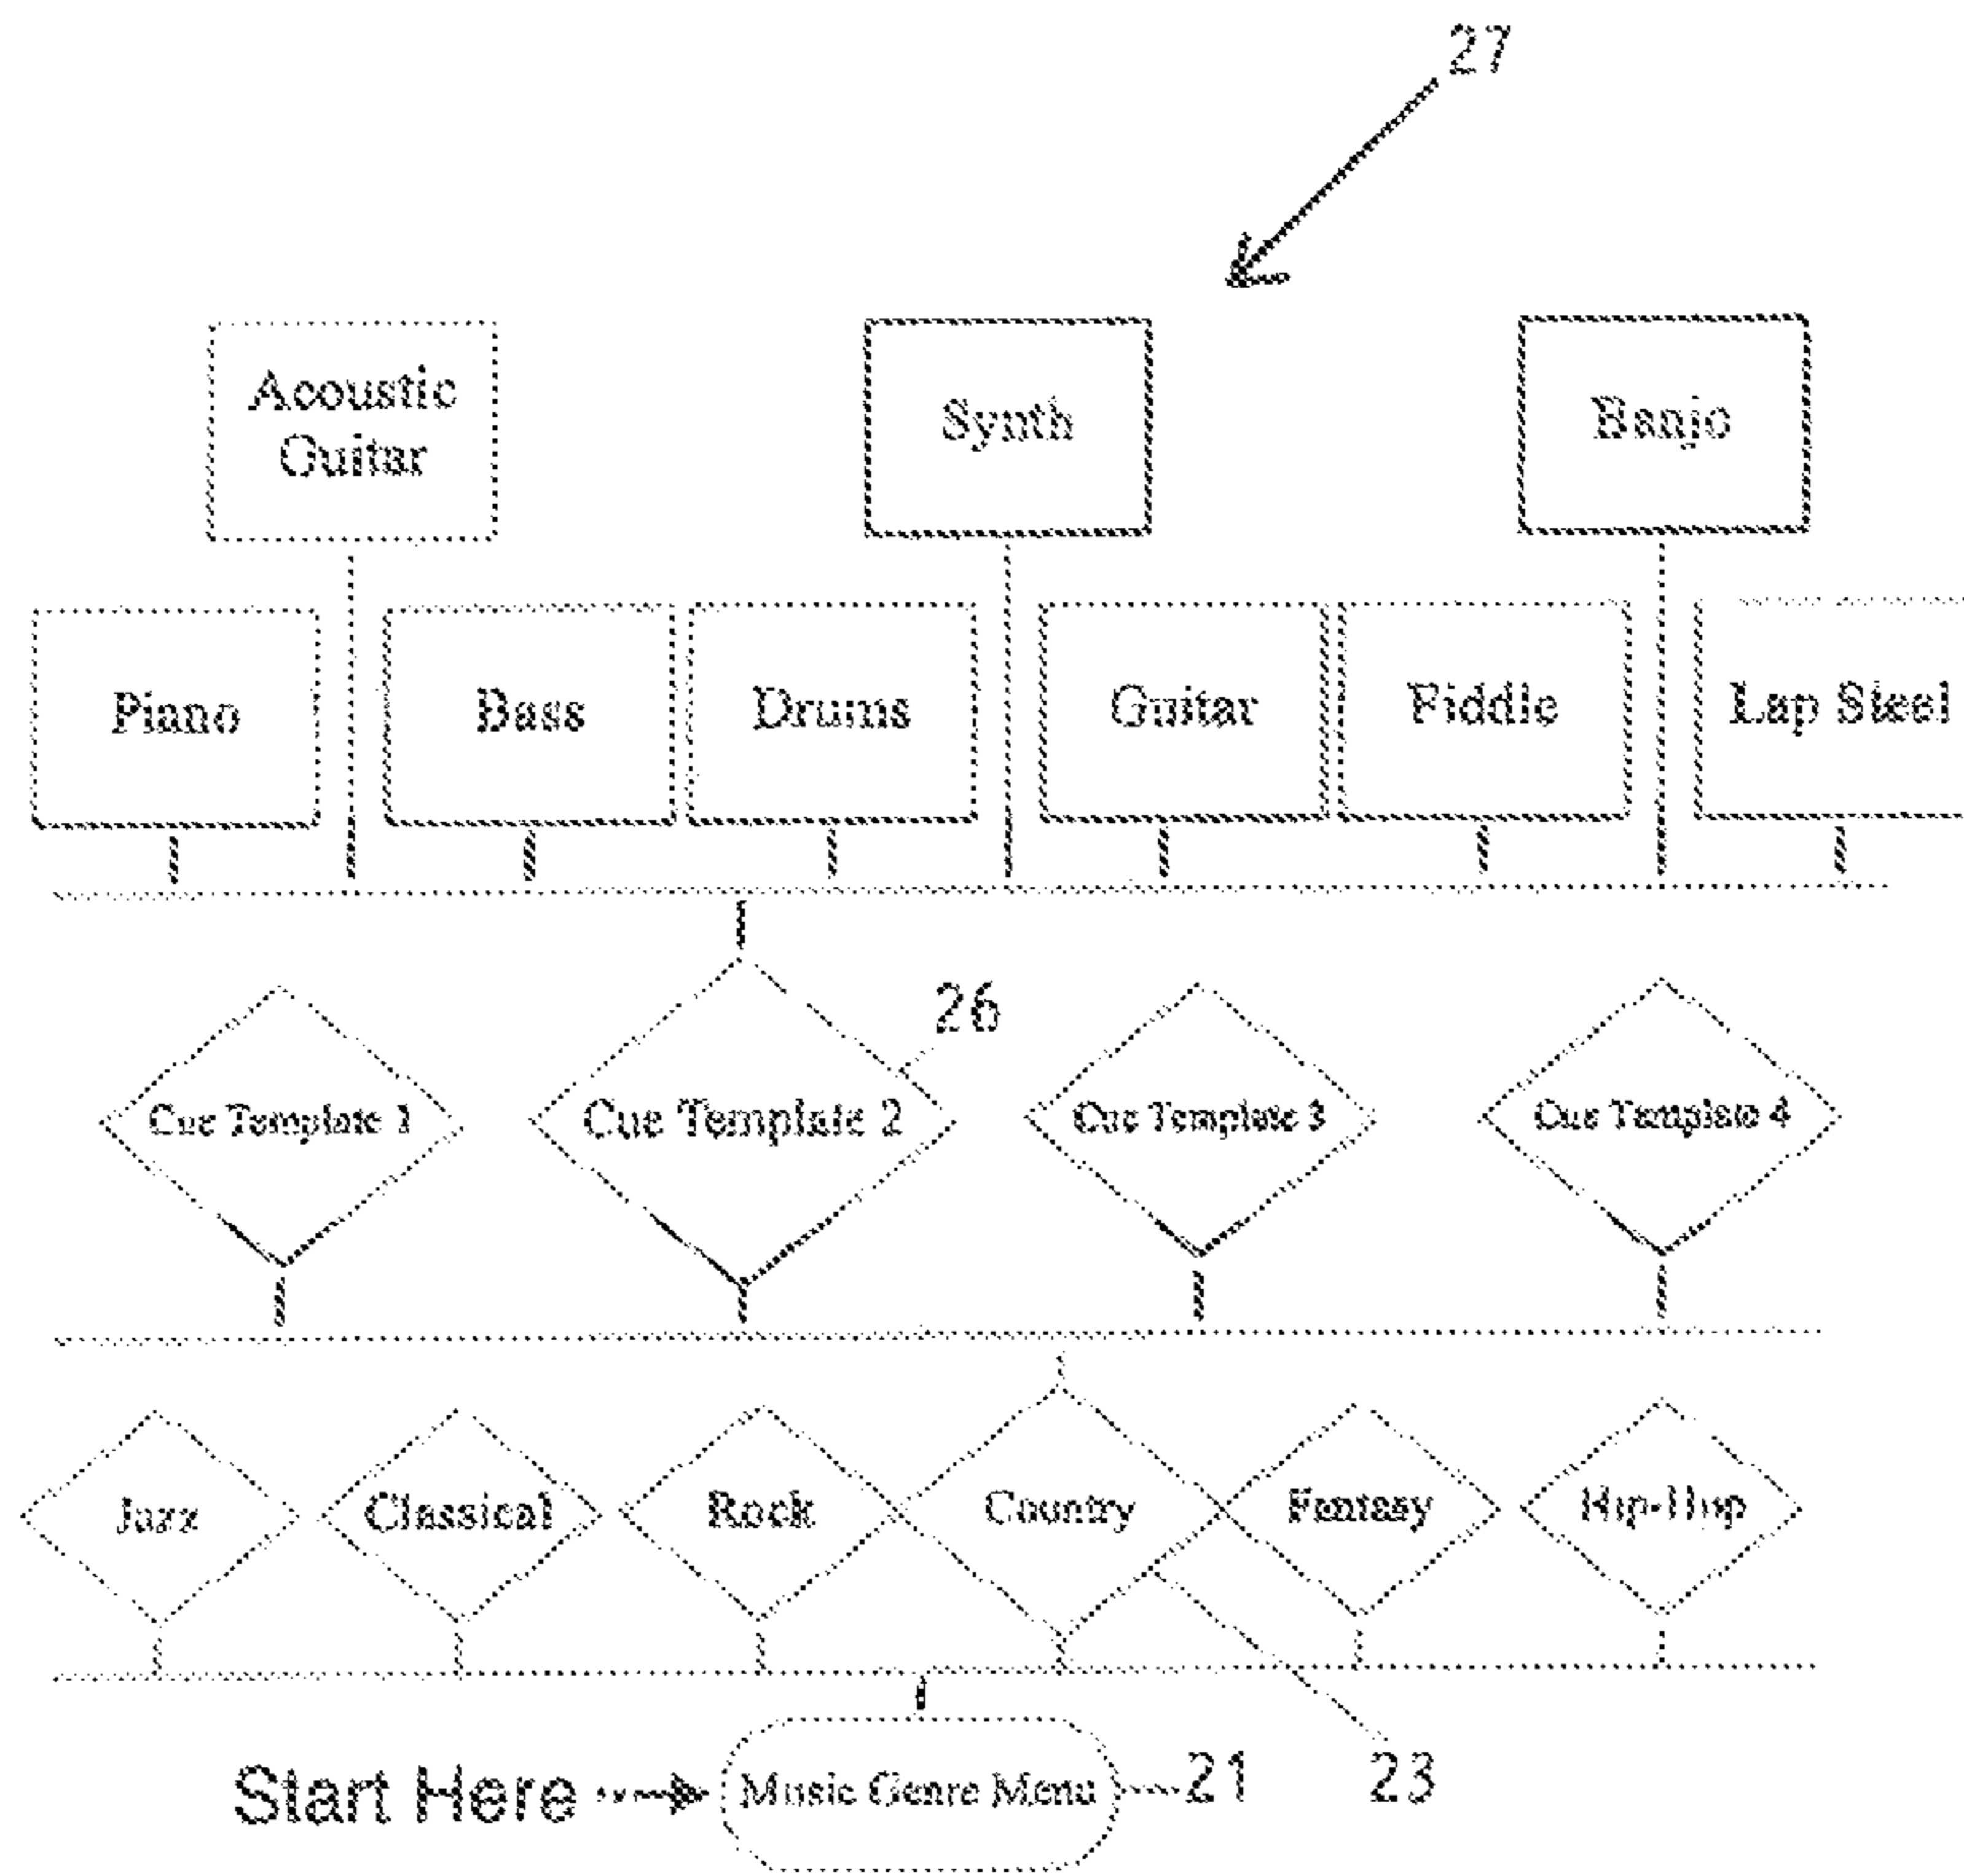 27
Acoustic
Guitar
Synth
Banjo
Piano
Bass
Drums
Guitar
Fiddle
Lap Steel
26
Cue Template 1
Cue Template 2
Cue Template 3
Cue Template 4
Jazz
Classical
Rock
Country
Fantasy
Hip-Hop
Start Here
Music Genre Menu
21
23